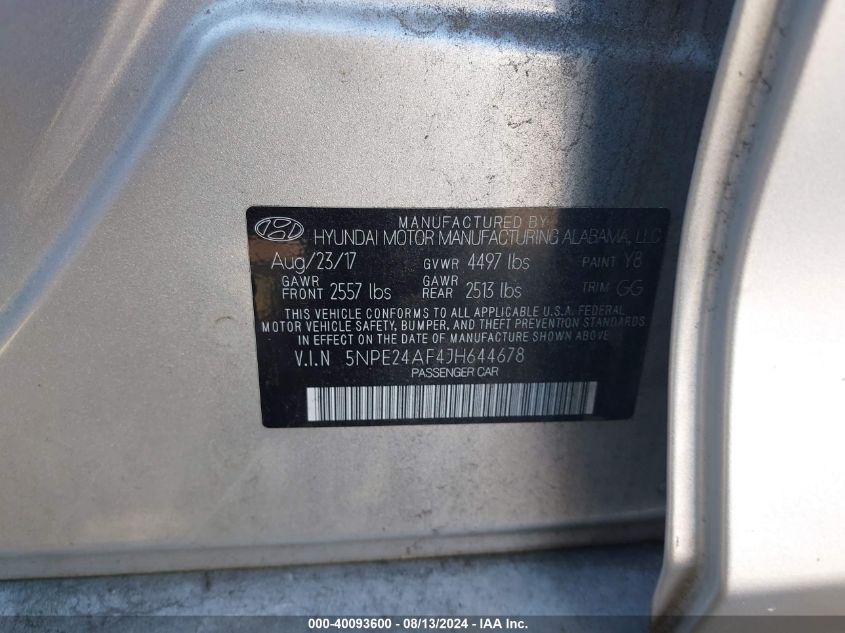 MANUFACTURED BY
HYUNDAI MOTOR MANUFACTURING ALABAMA, LLC
Aug/23/17 GVWR 4497 lbs PAINT Y8
GAWR FRONT 2557 lbs GAWR REAR 2513 lbs TRIM GG
THIS VEHICLE CONFORMS TO ALL APPLICABLE U.S.A. FEDERAL
MOTOR VEHICLE SAFETY, BUMPER, AND THEFT PREVENTION STANDARDS
IN EFFECT ON THE DATE OF MANUFACTURE SHOWN ABOVE.
V.I.N 5NPE24AF4JH644678
PASSENGER CAR
000-40093600 - 08/13/2024 - IAAI.com